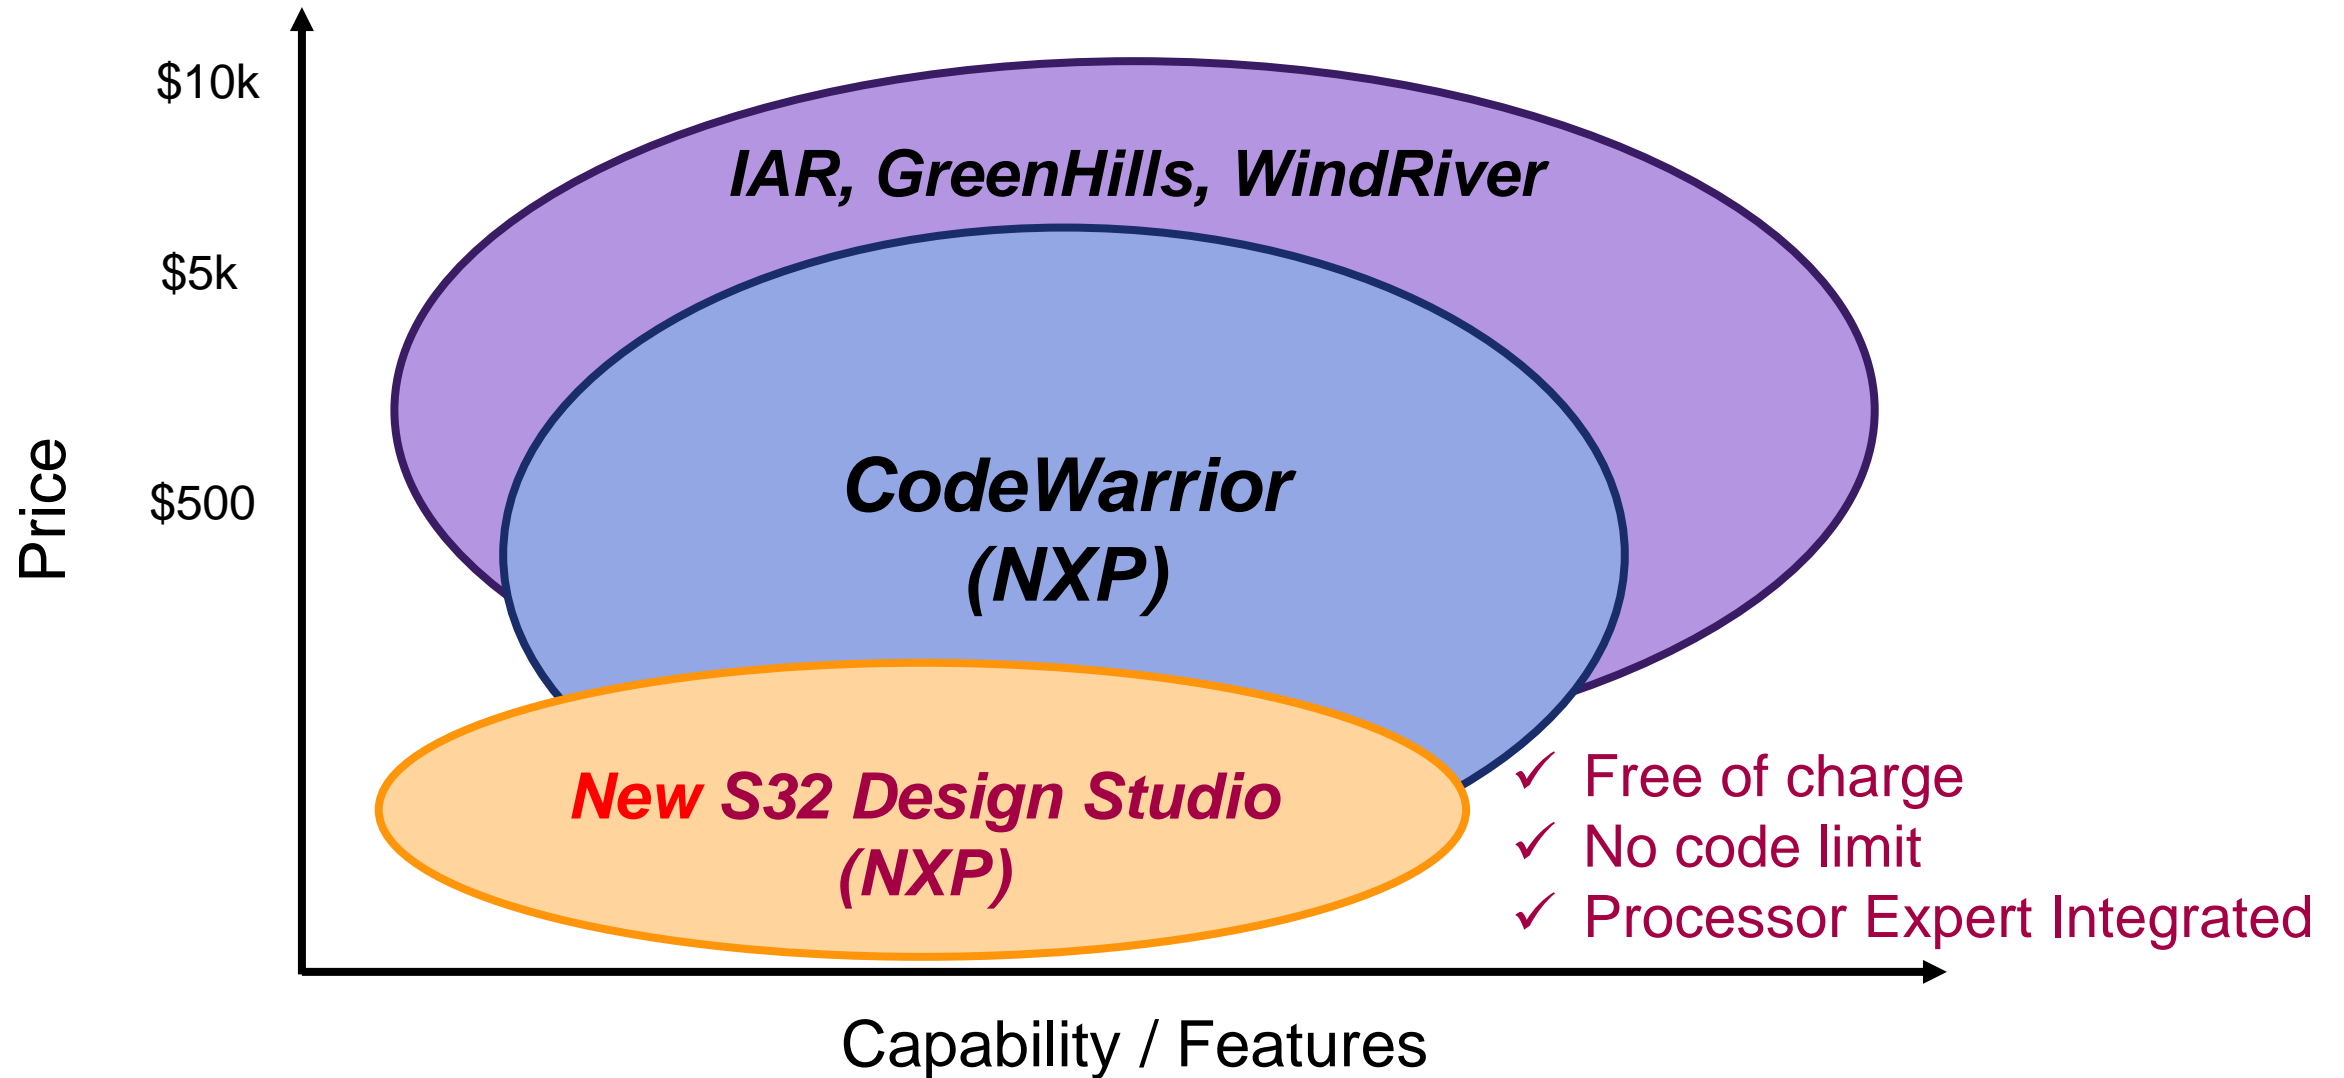 $10k
IAR, GreenHills, WindRiver
$5k
Price
$500
CodeWarrior
(NXP)
New S32 Design Studio
(NXP)
✓ Free of charge
✓ No code limit
✓ Processor Expert Integrated
Capability / Features